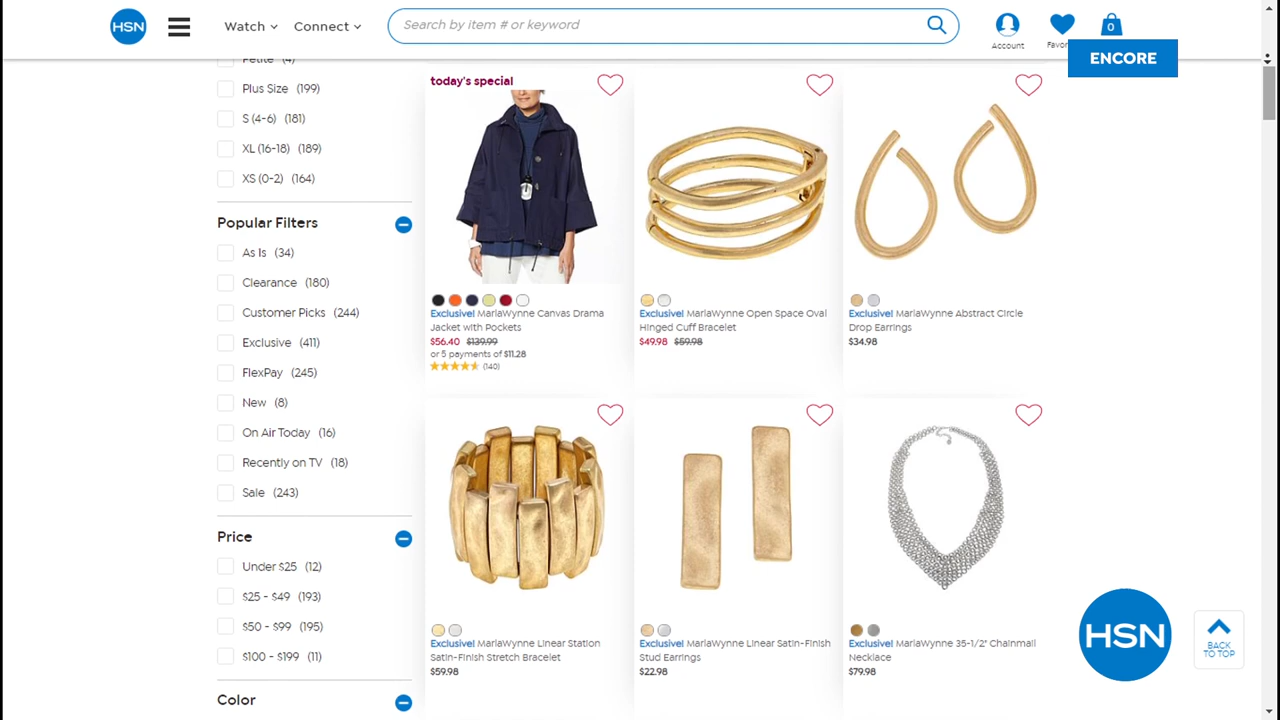 HSN
Watch
Connect
Search by item # or keyword
Account
0
ENCORE
Petite (4)
Plus Size (199)
S (4-6) (181)
XL (16-18) (189)
XS (0-2) (164)
Popular Filters
As Is (34)
Clearance (180)
Customer Picks (244)
Exclusive (411)
FlexPay (245)
New (8)
On Air Today (16)
Recently on TV (18)
Sale (243)
Price
Under $25 (12)
$25 - $49 (193)
$50 - $99 (195)
$100 - $199 (11)
Color
today's special
Exclusive! MarlaWynne Canvas Drama
Jacket with Pockets
$56.40 $139.99
or 5 payments of $11.28
(140)
Exclusive! MarlaWynne Open Space Oval
Hinged Cuff Bracelet
$49.98 $59.98
Exclusive! MarlaWynne Abstract Circle
Drop Earrings
$34.98
Exclusive! MarlaWynne Linear Station
Satin-Finish Stretch Bracelet
$59.98
Exclusive! MarlaWynne Linear Satin-Finish
Stud Earrings
$22.98
Exclusive! MarlaWynne 35-1/2" Chainmail
Necklace
$79.98
HSN
BACK
TO TOP